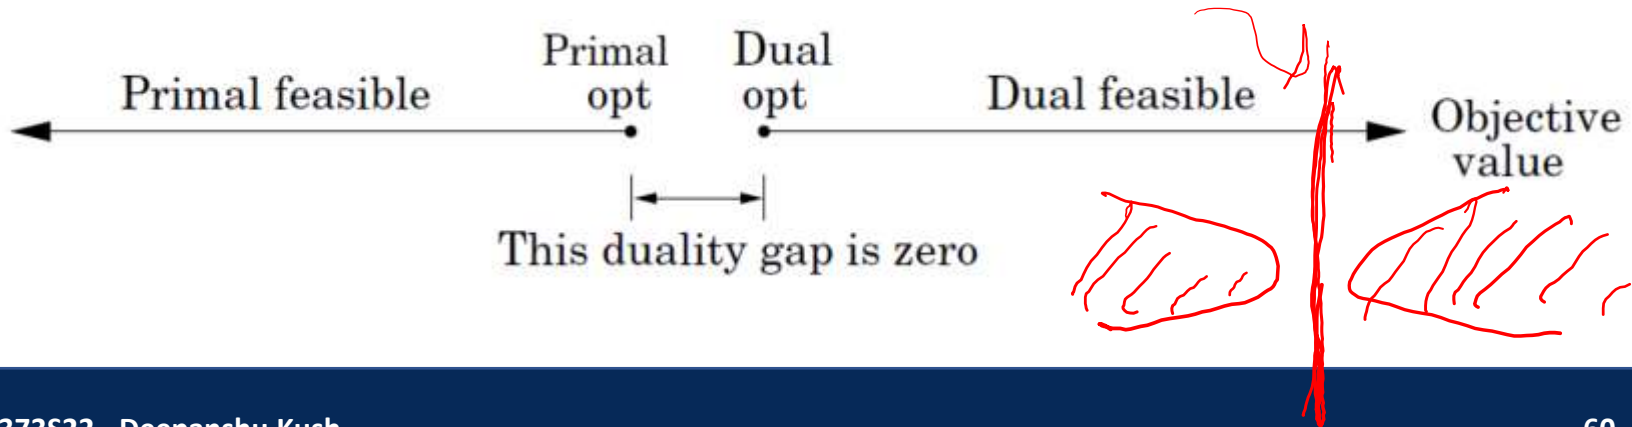 Primal Dual
Primal feasible opt opt Dual feasible Objective
value
This duality gap is zero